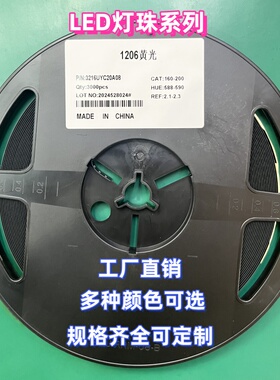 LED灯珠系列
1206黄光
P/N:3216UYC20A08
CAT:160-200
Qty:3000pcs
HUE:588-590
LOT NO:2024528024#
REF:2.1-2.3
MADE IN CHINA
工厂直销
多种颜色可选
规格齐全可定制